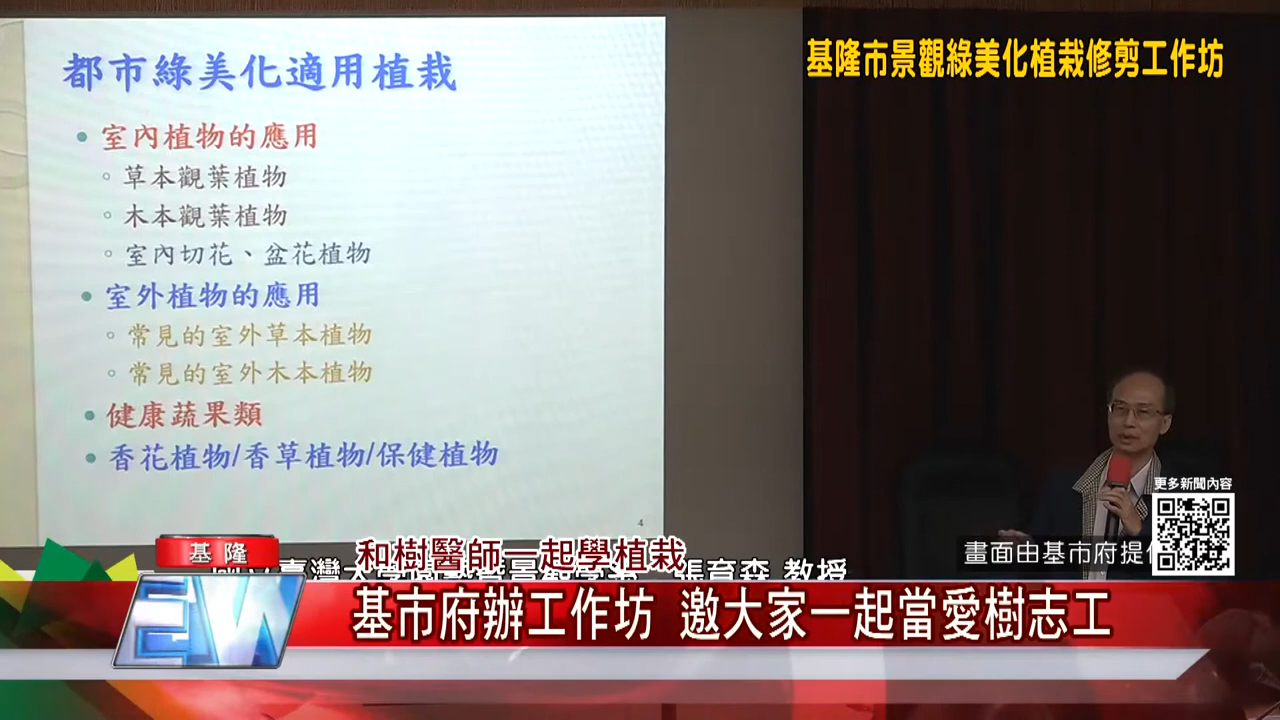 都市綠美化適用植栽
• 室內植物的應用
◦ 草本觀葉植物
◦ 木本觀葉植物
◦ 室內切花、盆花植物
• 室外植物的應用
◦ 常見的室外草本植物
◦ 常見的室外木本植物
• 健康蔬果類
• 香花植物/香草植物/保健植物
4
基隆市景觀綠美化植栽修剪工作坊
更多新聞內容
畫面由基市府提
基隆
和樹醫師一起學植栽
張育森 教授
基市府辦工作坊 邀大家一起當愛樹志工
EW